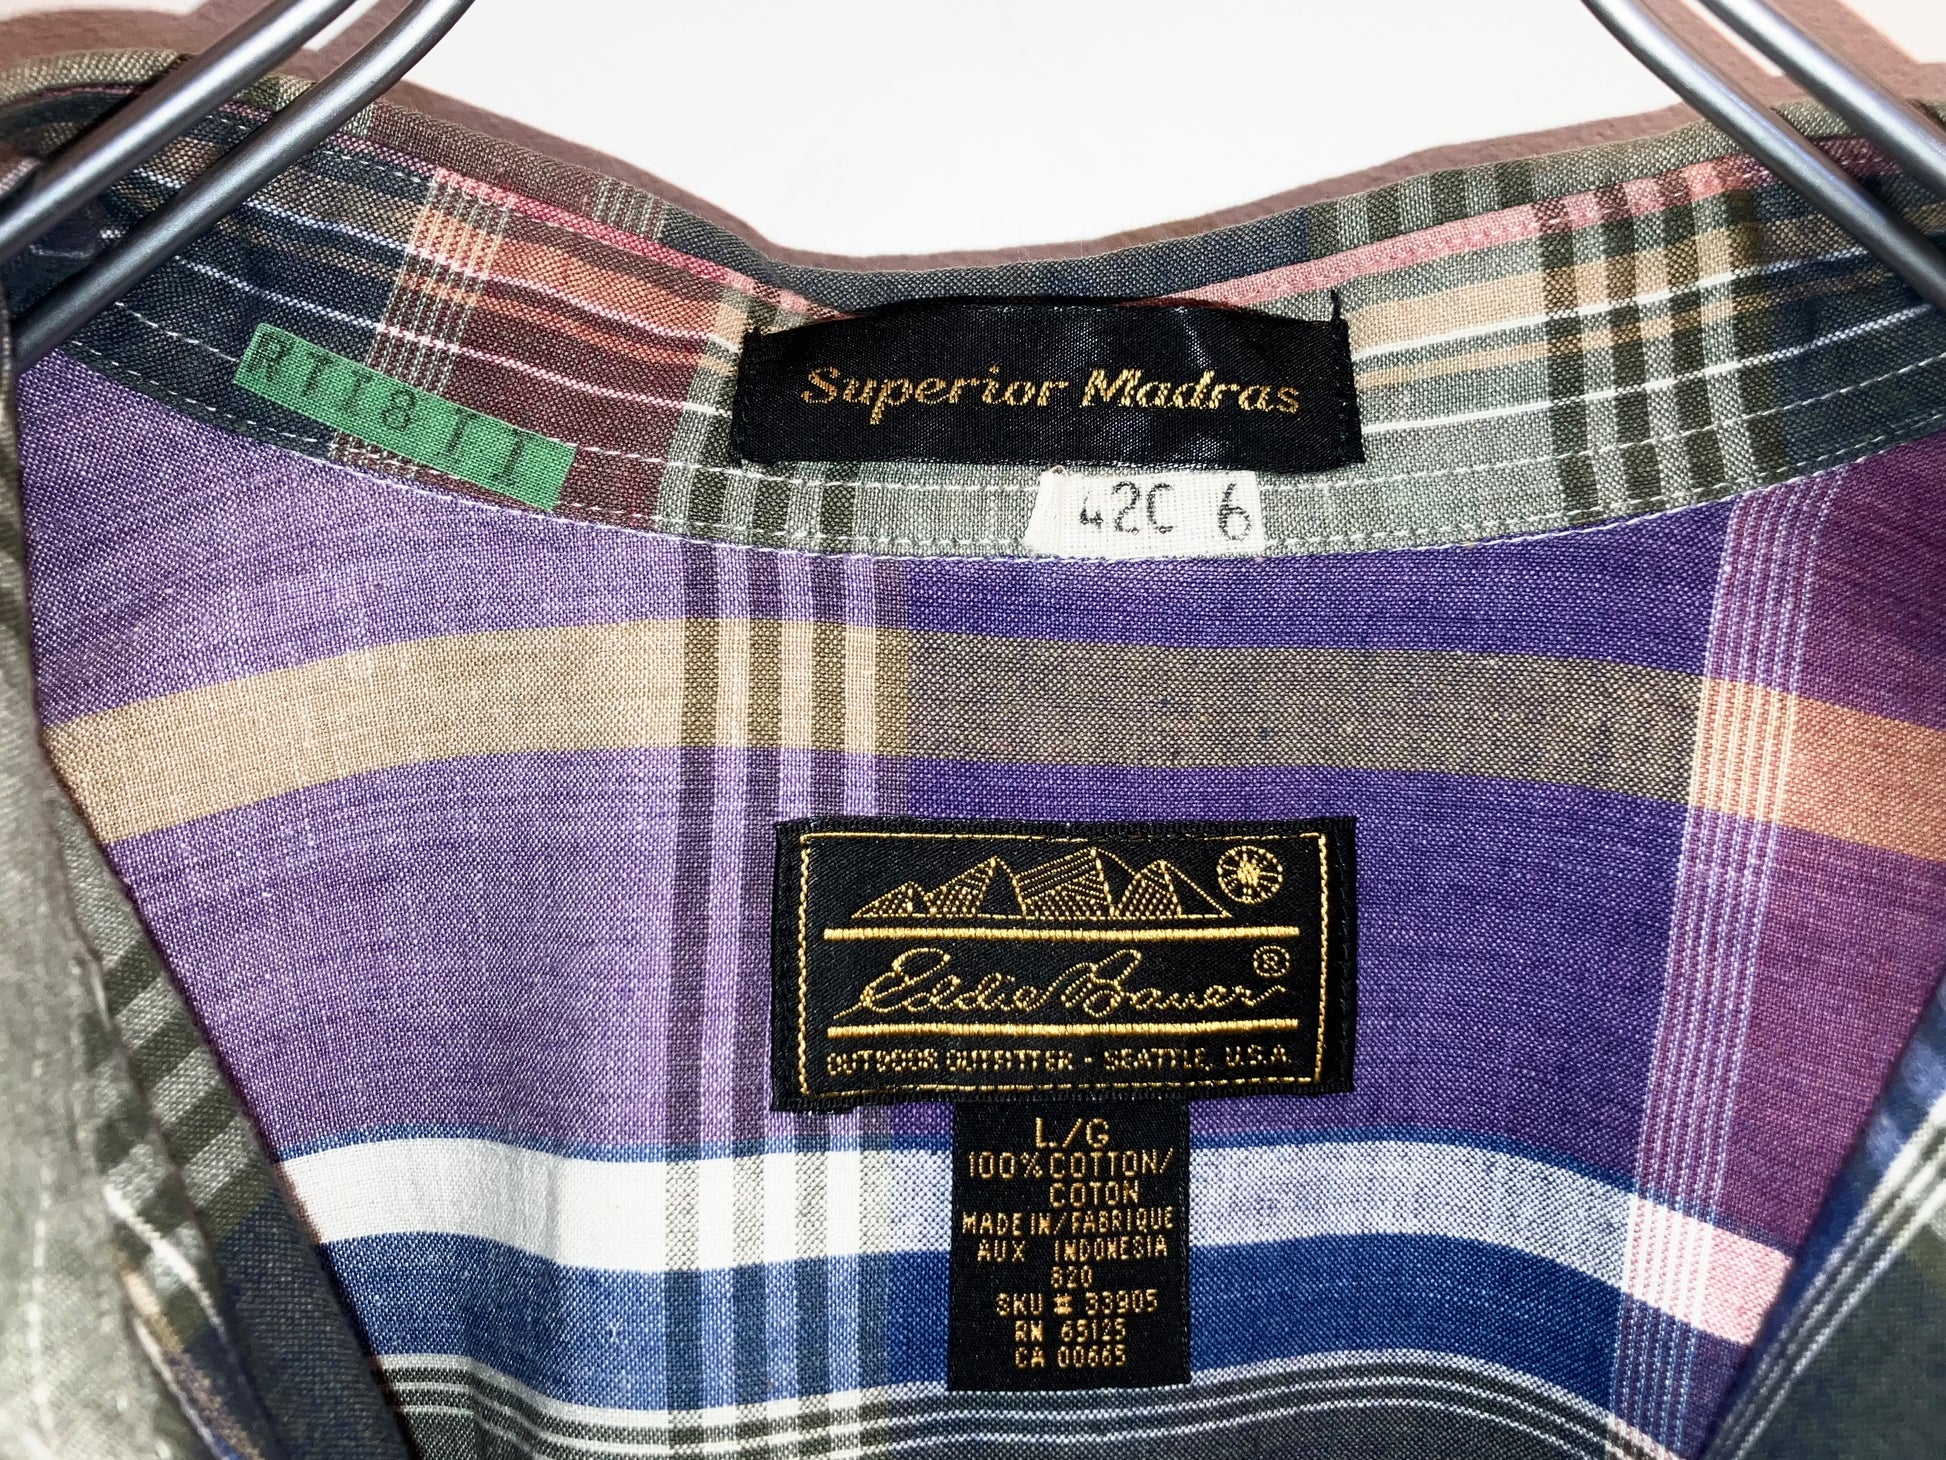 Superior Madras
RTI8T1
42C 6
Eddie Bauer ®
OUTDOOR OUTFITTER - SEATTLE, U.S.A.
L/G
100% COTTON/
COTON
MADE IN/FABRIQUE
AUX INDONESIA
820
SKU # 33905
RN 65125
CA 00665